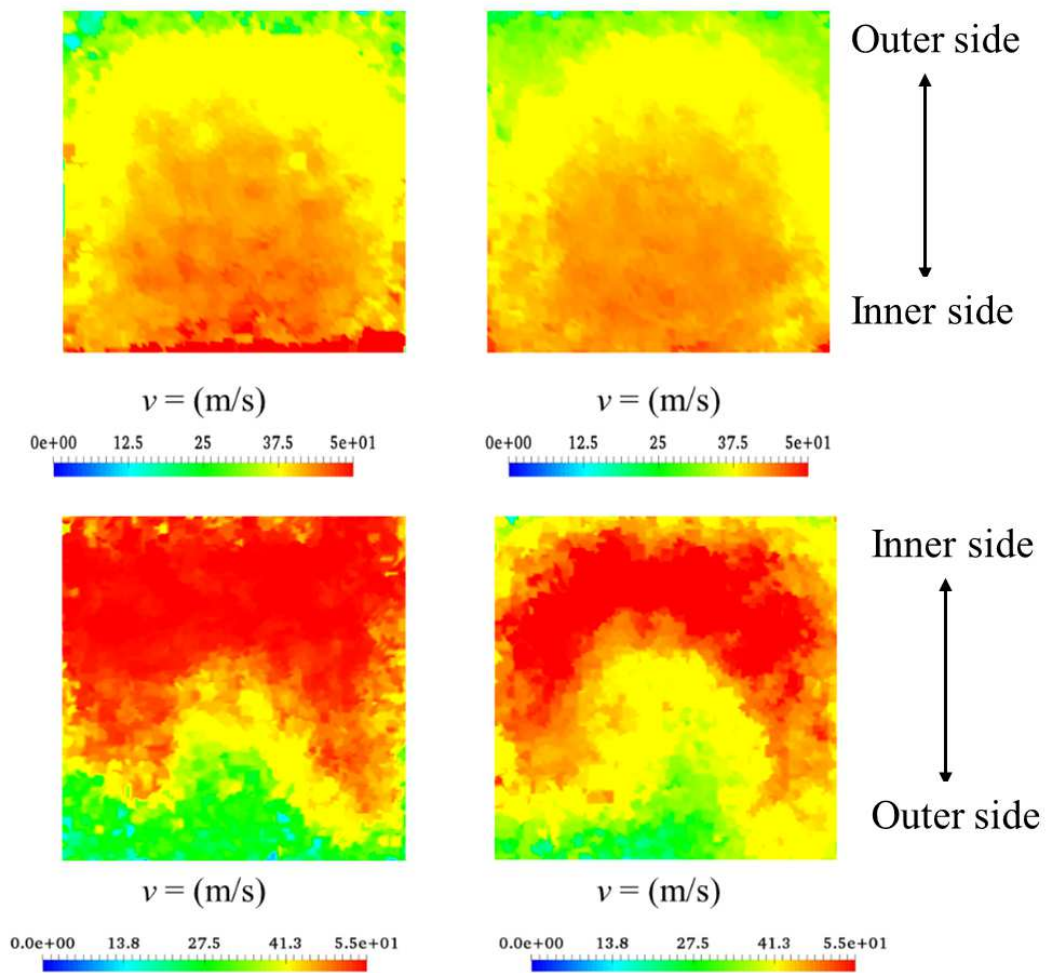 Outer side
Inner side
v = (m/s)
v = (m/s)
0e+00 12.5 25 37.5 5e+01
0e+00 12.5 25 37.5 5e+01
Inner side
Outer side
v = (m/s)
v = (m/s)
0.0e+00 13.8 27.5 41.3 5.5e+01
0.0e+00 13.8 27.5 41.3 5.5e+01